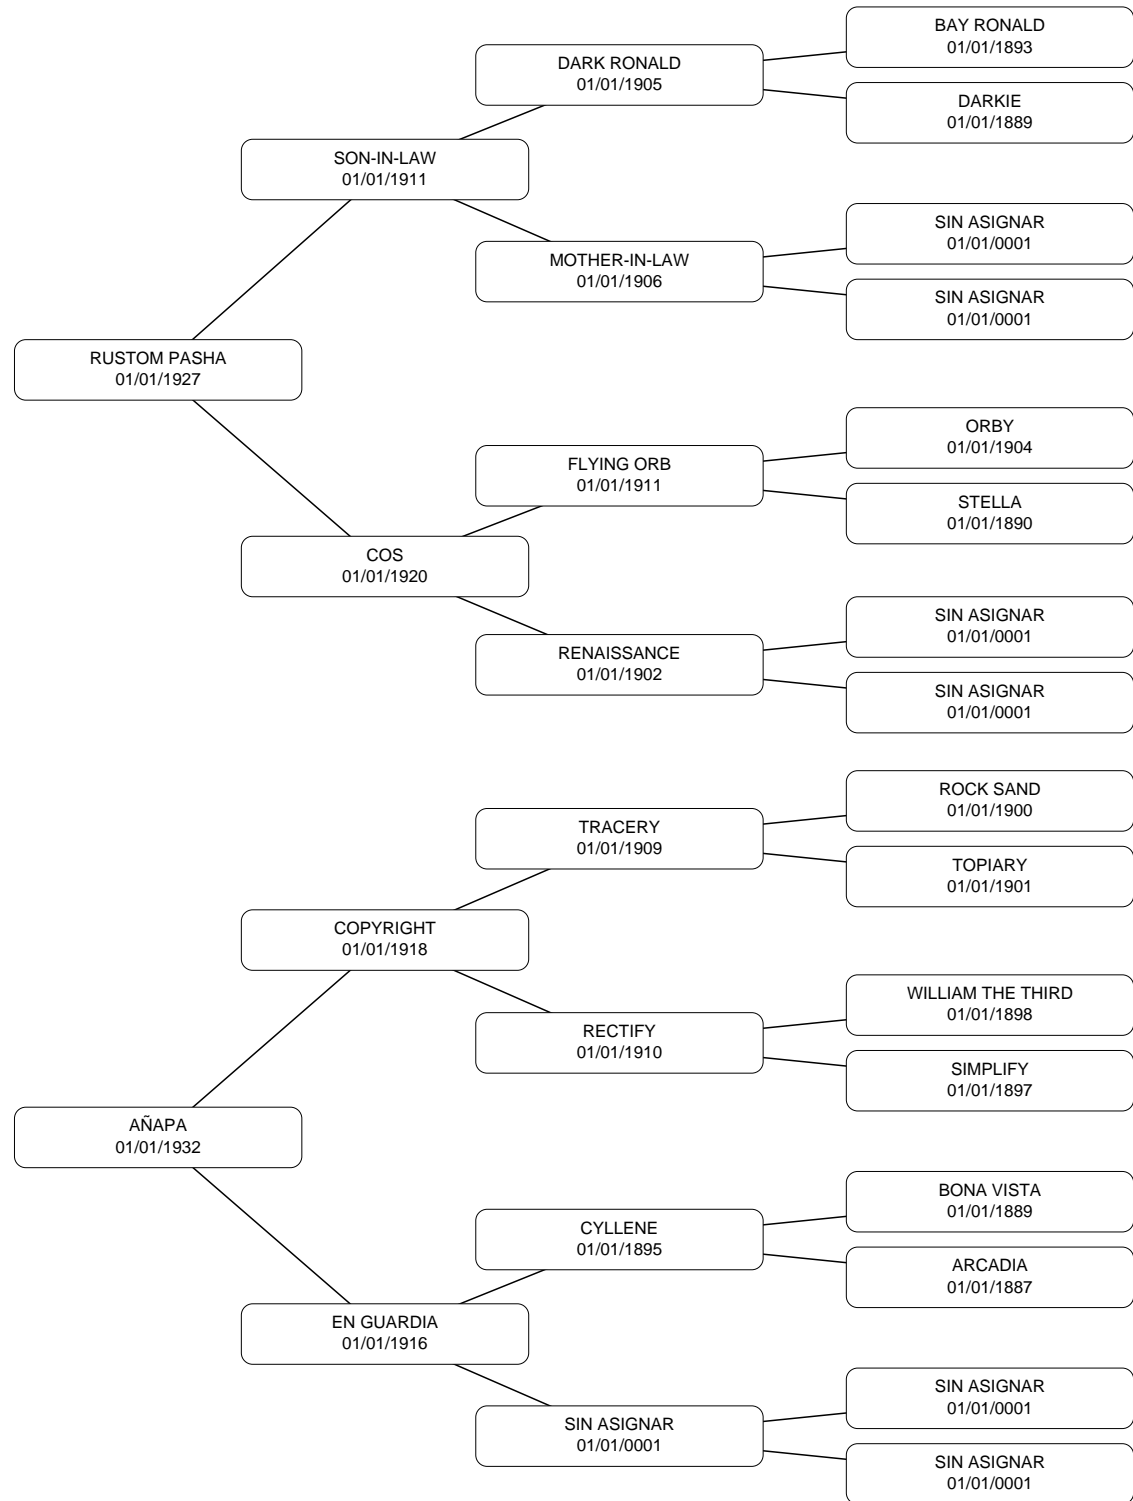 BAY RONALD
01/01/1893
DARK RONALD
01/01/1905
DARKIE
01/01/1889
SON-IN-LAW
01/01/1911
SIN ASIGNAR
01/01/0001
MOTHER-IN-LAW
01/01/1906
SIN ASIGNAR
01/01/0001
RUSTOM PASHA
01/01/1927
ORBY
01/01/1904
FLYING ORB
01/01/1911
STELLA
01/01/1890
COS
01/01/1920
SIN ASIGNAR
01/01/0001
RENAISSANCE
01/01/1902
SIN ASIGNAR
01/01/0001
ROCK SAND
01/01/1900
TRACERY
01/01/1909
TOPIARY
01/01/1901
COPYRIGHT
01/01/1918
WILLIAM THE THIRD
01/01/1898
RECTIFY
01/01/1910
SIMPLIFY
01/01/1897
AÑAPA
01/01/1932
BONA VISTA
01/01/1889
CYLLENE
01/01/1895
ARCADIA
01/01/1887
EN GUARDIA
01/01/1916
SIN ASIGNAR
01/01/0001
SIN ASIGNAR
01/01/0001
SIN ASIGNAR
01/01/0001